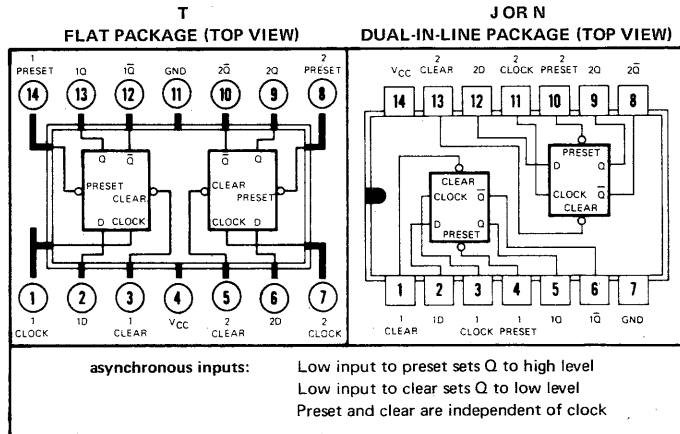 T
FLAT PACKAGE (TOP VIEW)
1 PRESET 1Q 1Q̅ GND 2Q̅ 2Q 2 PRESET
14 13 12 11 10 9 8
Q Q̅ Q̅ Q
PRESET CLEAR CLEAR PRESET
D CLOCK CLOCK D
1 2 3 4 5 6 7
1 CLOCK 1D 1 CLEAR VCC 2 CLEAR 2D 2 CLOCK
J OR N
DUAL-IN-LINE PACKAGE (TOP VIEW)
VCC 2 CLEAR 2D 2 CLOCK 2 PRESET 2Q 2Q̅
14 13 12 11 10 9 8
PRESET
D Q
CLOCK Q̅
CLEAR
CLEAR
CLOCK Q̅
D Q
PRESET
1 2 3 4 5 6 7
1 CLEAR 1D 1 CLOCK 1 PRESET 1Q 1Q̅ GND
asynchronous inputs: Low input to preset sets Q to high level
Low input to clear sets Q to low level
Preset and clear are independent of clock